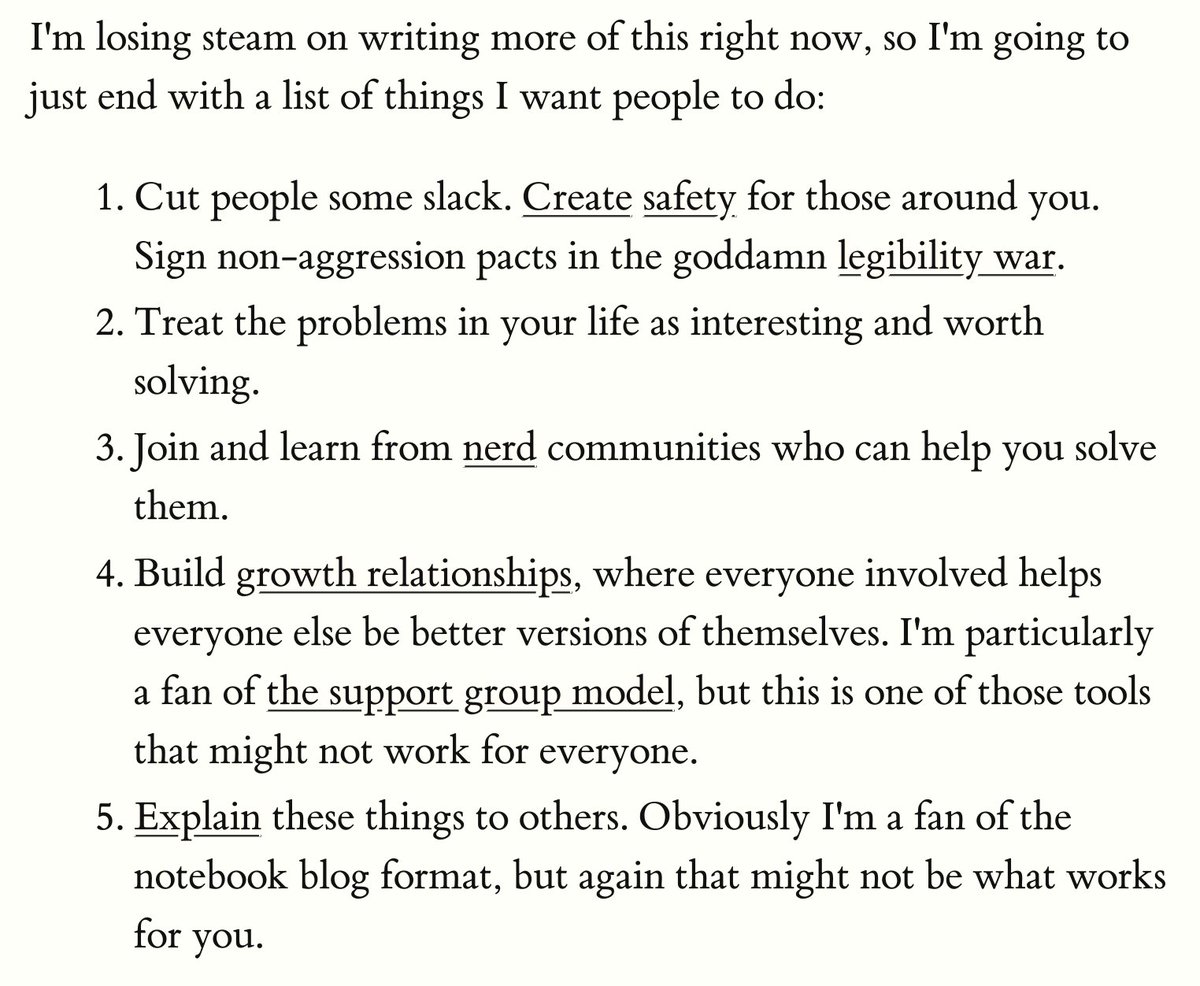 I'm losing steam on writing more of this right now, so I'm going to
just end with a list of things I want people to do:
1. Cut people some slack. Create safety for those around you.
Sign non-aggression pacts in the goddamn legibility war.
2. Treat the problems in your life as interesting and worth
solving.
3. Join and learn from nerd communities who can help you solve
them.
4. Build growth relationships, where everyone involved helps
everyone else be better versions of themselves. I'm particularly
a fan of the support group model, but this is one of those tools
that might not work for everyone.
5. Explain these things to others. Obviously I'm a fan of the
notebook blog format, but again that might not be what works
for you.